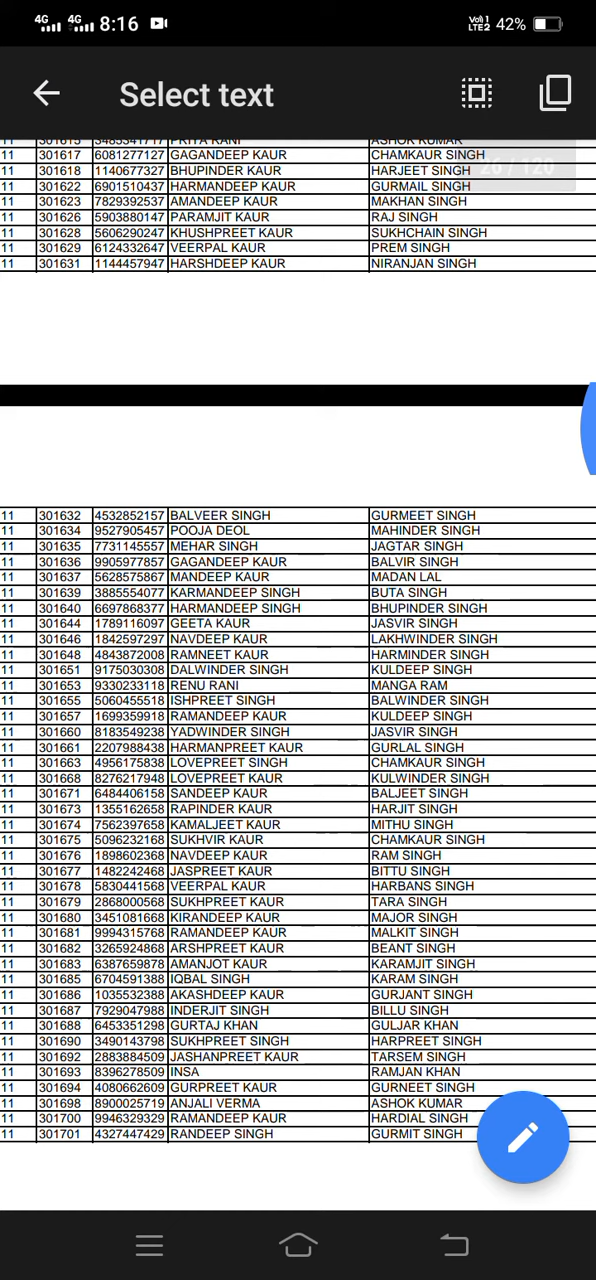 4G 4G 8:16 Vo) 1 LTE2 42%
Select text
11 301615 3485341717 PRIYA RANI ASHOK KUMAR
26 / 120
11 301617 6081277127 GAGANDEEP KAUR CHAMKAUR SINGH
11 301618 1140677327 BHUPINDER KAUR HARJEET SINGH
11 301622 6901510437 HARMANDEEP KAUR GURMAIL SINGH
11 301623 7829392537 AMANDEEP KAUR MAKHAN SINGH
11 301626 5903880147 PARAMJIT KAUR RAJ SINGH
11 301628 5606290247 KHUSHPREET KAUR SUKHCHAIN SINGH
11 301629 6124332647 VEERPAL KAUR PREM SINGH
11 301631 1144457947 HARSHDEEP KAUR NIRANJAN SINGH
11 301632 4532852157 BALVEER SINGH GURMEET SINGH
11 301634 9527905457 POOJA DEOL MAHINDER SINGH
11 301635 7731145557 MEHAR SINGH JAGTAR SINGH
11 301636 9905977857 GAGANDEEP KAUR BALVIR SINGH
11 301637 5628575867 MANDEEP KAUR MADAN LAL
11 301639 3885554077 KARMANDEEP SINGH BUTA SINGH
11 301640 6697868377 HARMANDEEP SINGH BHUPINDER SINGH
11 301644 1789116097 GEETA KAUR JASVIR SINGH
11 301646 1842597297 NAVDEEP KAUR LAKHWINDER SINGH
11 301648 4843872008 RAMNEET KAUR HARMINDER SINGH
11 301651 9175030308 DALWINDER SINGH KULDEEP SINGH
11 301653 9330233118 RENU RANI MANGA RAM
11 301655 5060455518 ISHPREET SINGH BALWINDER SINGH
11 301657 1699359918 RAMANDEEP KAUR KULDEEP SINGH
11 301660 8183549238 YADWINDER SINGH JASVIR SINGH
11 301661 2207988438 HARMANPREET KAUR GURLAL SINGH
11 301663 4956175838 LOVEPREET SINGH CHAMKAUR SINGH
11 301668 8276217948 LOVEPREET KAUR KULWINDER SINGH
11 301671 6484406158 SANDEEP KAUR BALJEET SINGH
11 301673 1355162658 RAPINDER KAUR HARJIT SINGH
11 301674 7562397658 KAMALJEET KAUR MITHU SINGH
11 301675 5096232168 SUKHVIR KAUR CHAMKAUR SINGH
11 301676 1898602368 NAVDEEP KAUR RAM SINGH
11 301677 1482242468 JASPREET KAUR BITTU SINGH
11 301678 5830441568 VEERPAL KAUR HARBANS SINGH
11 301679 2868000568 SUKHPREET KAUR TARA SINGH
11 301680 3451081668 KIRANDEEP KAUR MAJOR SINGH
11 301681 9994315768 RAMANDEEP KAUR MALKIT SINGH
11 301682 3265924868 ARSHPREET KAUR BEANT SINGH
11 301683 6387659878 AMANJOT KAUR KARAMJIT SINGH
11 301685 6704591388 IQBAL SINGH KARAM SINGH
11 301686 1035532388 AKASHDEEP KAUR GURJANT SINGH
11 301687 7929047988 INDERJIT SINGH BILLU SINGH
11 301688 6453351298 GURTAJ KHAN GULJAR KHAN
11 301690 3490143798 SUKHPREET SINGH HARPREET SINGH
11 301692 2883884509 JASHANPREET KAUR TARSEM SINGH
11 301693 8396278509 INSA RAMJAN KHAN
11 301694 4080662609 GURPREET KAUR GURNEET SINGH
11 301698 8900025719 ANJALI VERMA ASHOK KUMAR
11 301700 9946329329 RAMANDEEP KAUR HARDIAL SINGH
11 301701 4327447429 RANDEEP SINGH GURMIT SINGH